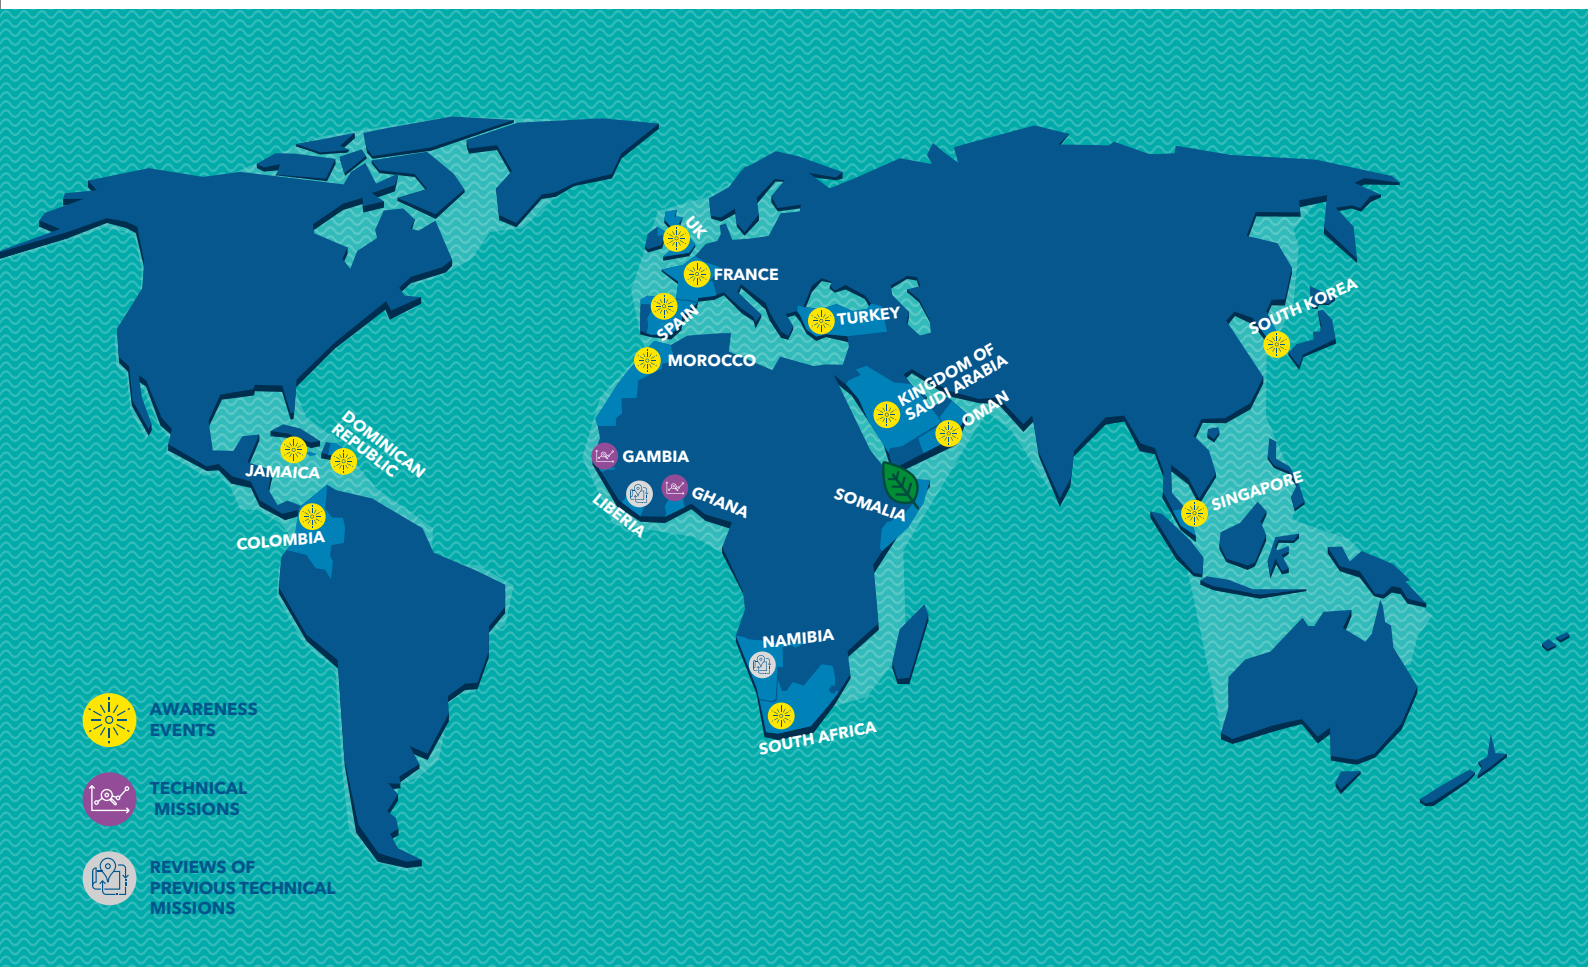 UK
FRANCE
SPAIN
TURKEY
SOUTH KOREA
MOROCCO
KINGDOM OF
SAUDI ARABIA
OMAN
DOMINICAN
REPUBLIC
JAMAICA
GAMBIA
GHANA
LIBERIA
SOMALIA
SINGAPORE
COLOMBIA
NAMIBIA
SOUTH AFRICA
AWARENESS
EVENTS
TECHNICAL
MISSIONS
REVIEWS OF
PREVIOUS TECHNICAL
MISSIONS